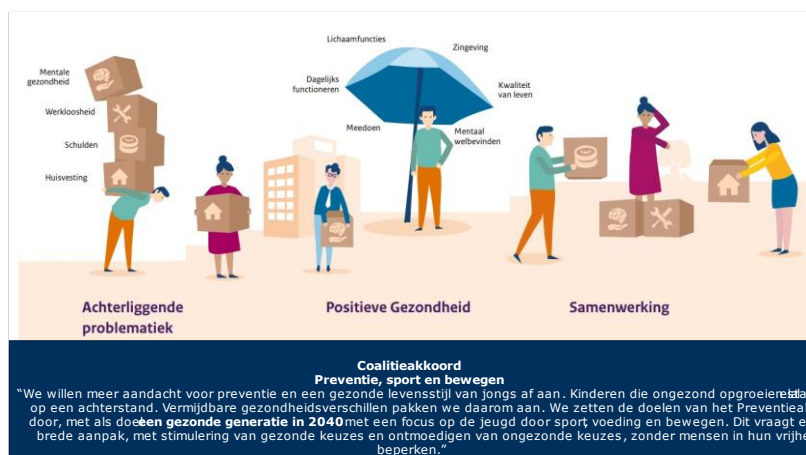 Mentale
gezondheid
Werkloosheid
Schulden
Huisvesting
Lichaamfuncties
Zingeving
Dagelijks
functioneren
Kwaliteit
van leven
Meedoen
Mentaal
welbevinden
Achterliggende
problematiek
Positieve Gezondheid
Samenwerking
Coalitieakkoord
Preventie, sport en bewegen
“We willen meer aandacht voor preventie en een gezonde levensstijl van jongs af aan. Kinderen die ongezond opgroeien
op een achterstand. Vermijdbare gezondheidsverschillen pakken we daarom aan. We zetten de doelen van het Preventiea
door, met als doel een gezonde generatie in 2040 met een focus op de jeugd door sport, voeding en bewegen. Dit vraagt e
brede aanpak, met stimulering van gezonde keuzes en ontmoedigen van ongezonde keuzes, zonder mensen in hun vrijhe
beperken.”